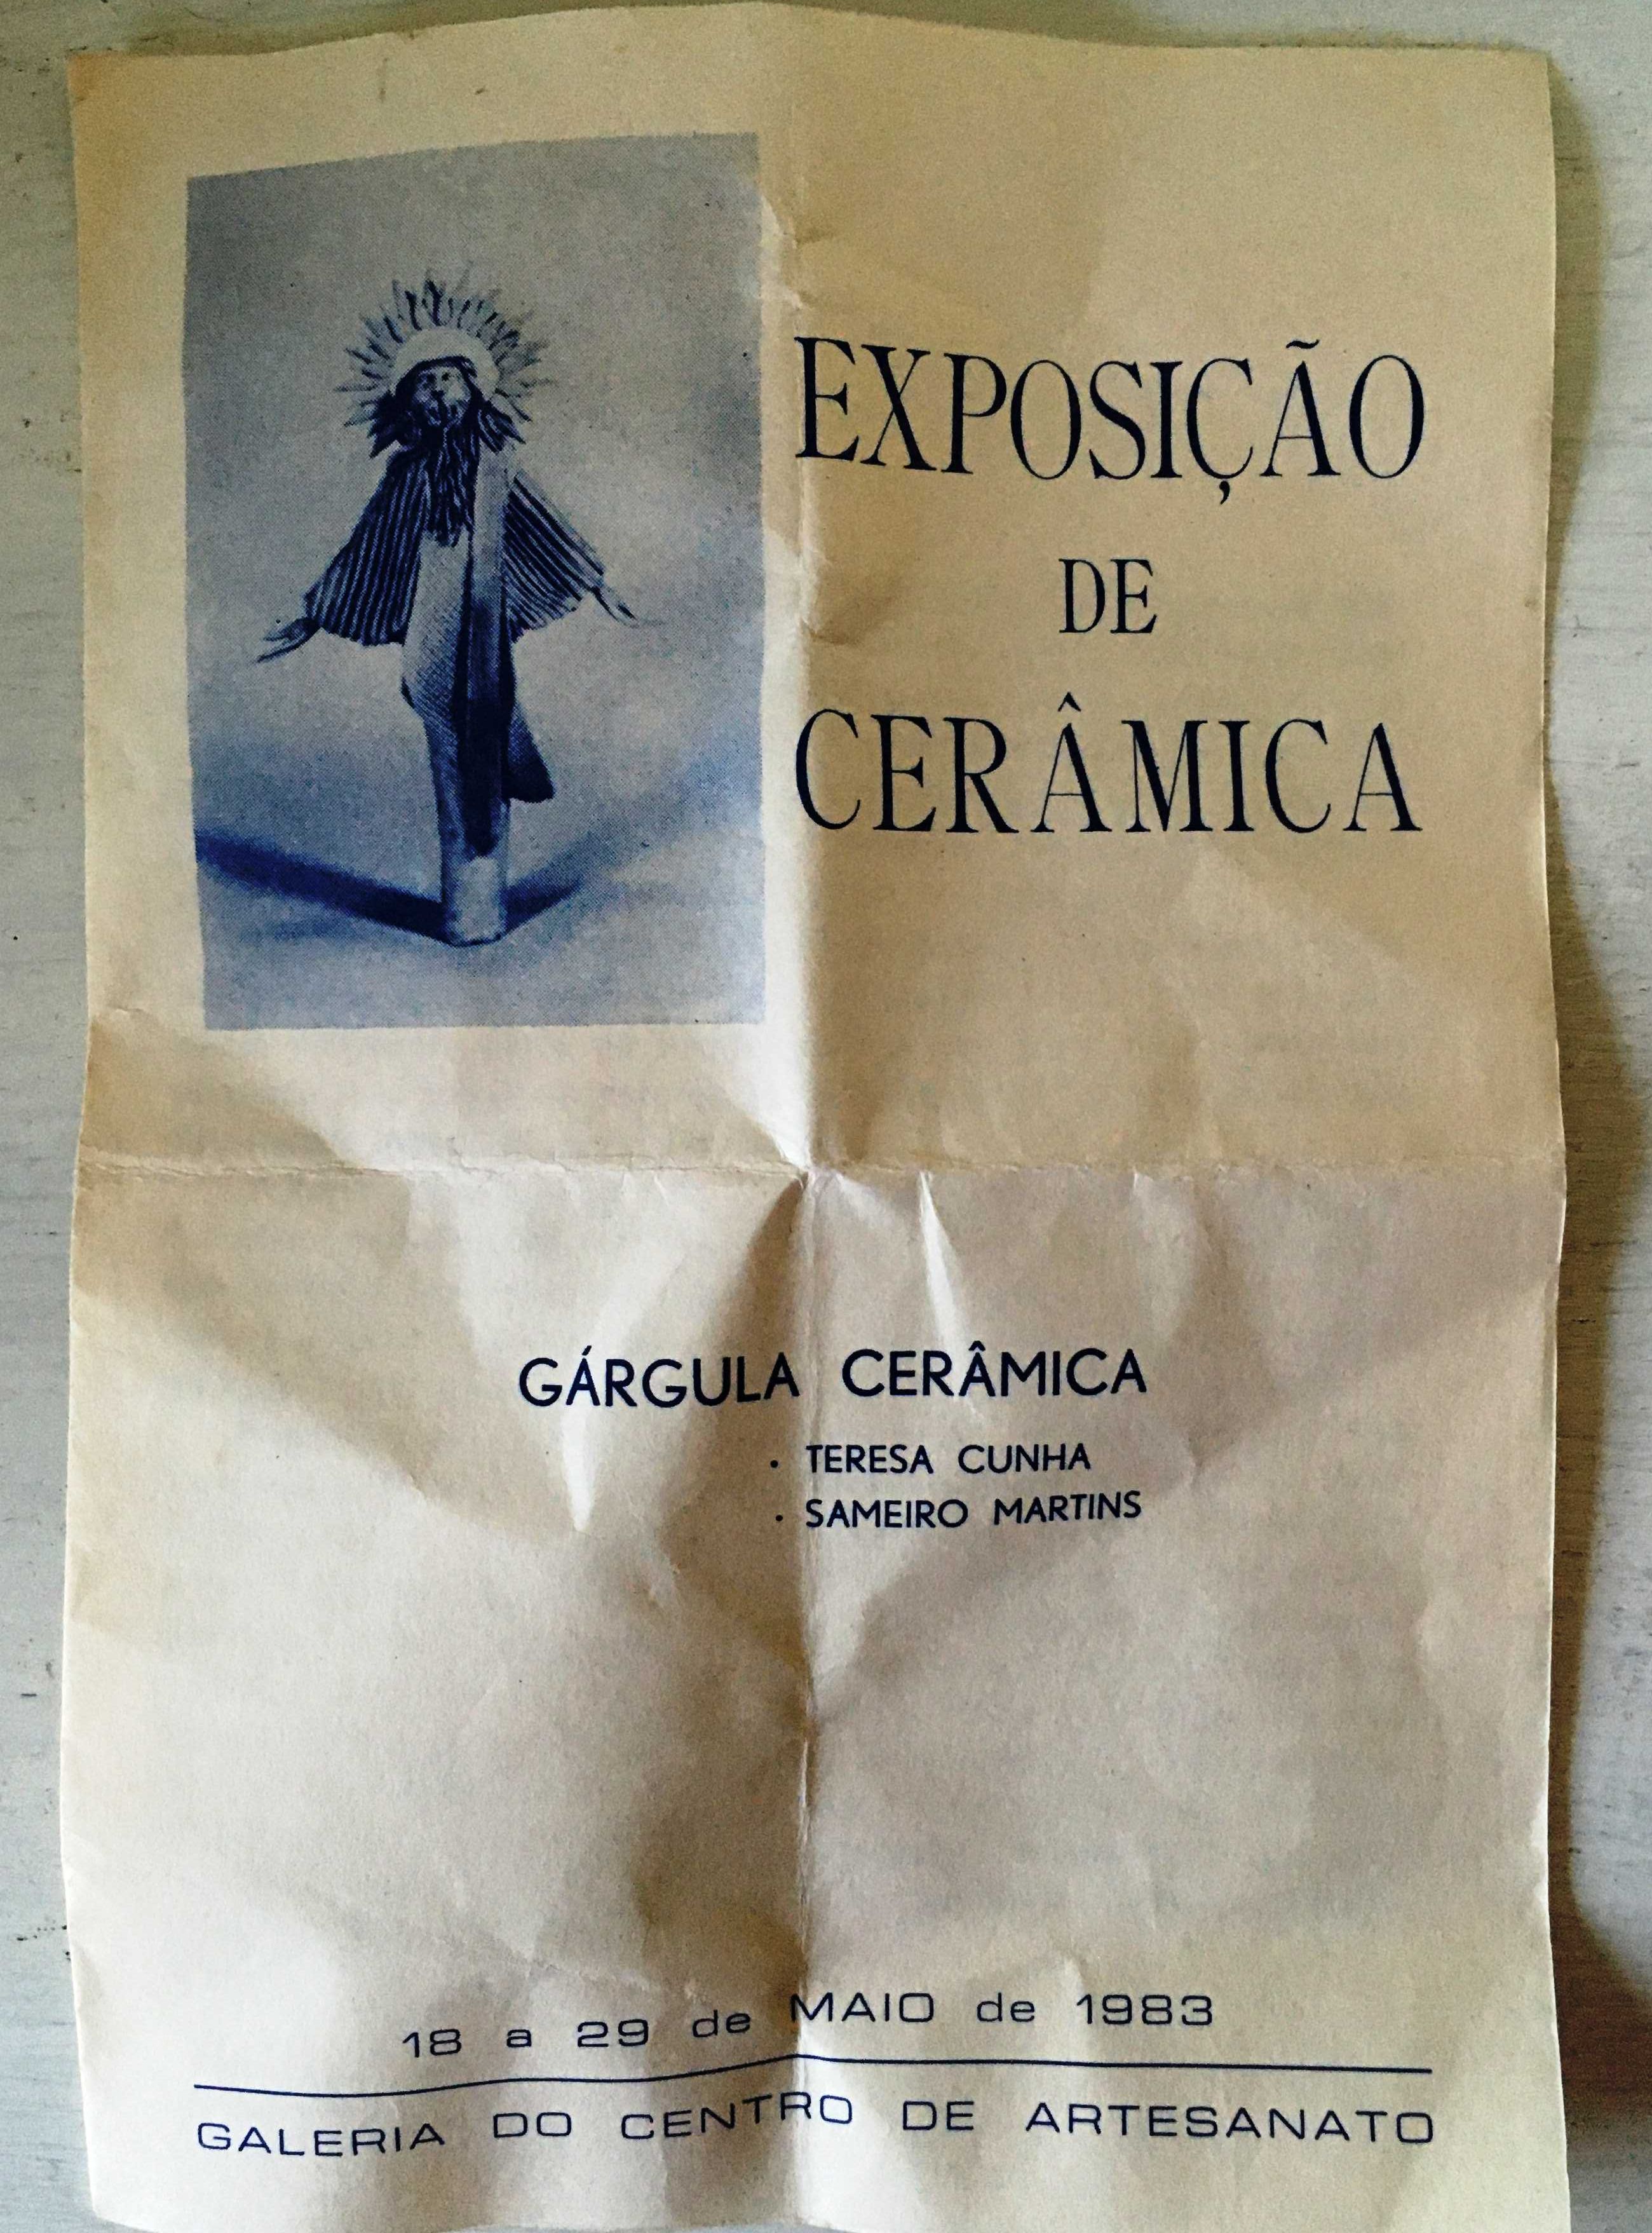 EXPOSIÇÃO
DE
CERÂMICA
GÁRGULA CERÂMICA
· TERESA CUNHA
· SAMEIRO MARTINS
18 a 29 de MAIO de 1983
GALERIA DO CENTRO DE ARTESANATO